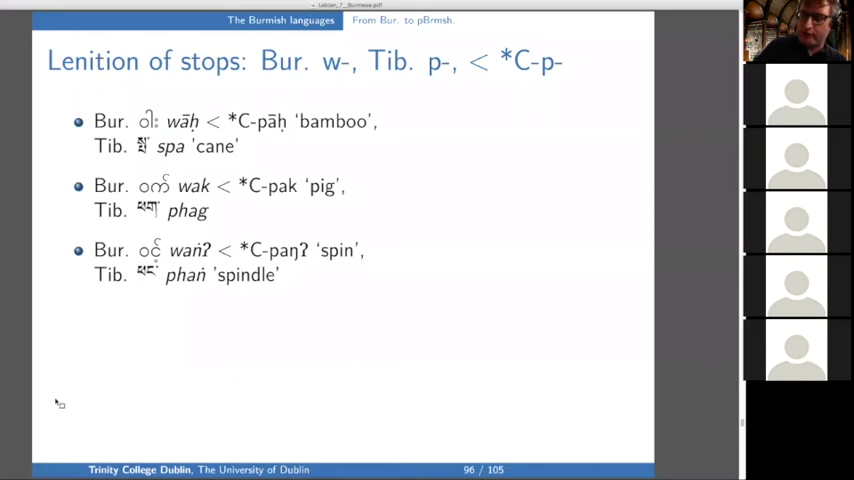 Lecture_7__Burmese.pdf
The Burmish languages From Bur. to pBrmsh.
Lenition of stops: Bur. w-, Tib. p-, < *C-p-
Bur. ဝါး wāḥ < *C-pāḥ ‘bamboo’,
Tib. སྤ་ spa 'cane'
Bur. ဝက် wak < *C-pak ‘pig’,
Tib. ཕག་ phag
Bur. ဝင့် waṅʔ < *C-paŋʔ ‘spin’,
Tib. ཕང་ phaṅ 'spindle'
Trinity College Dublin, The University of Dublin 96 / 105